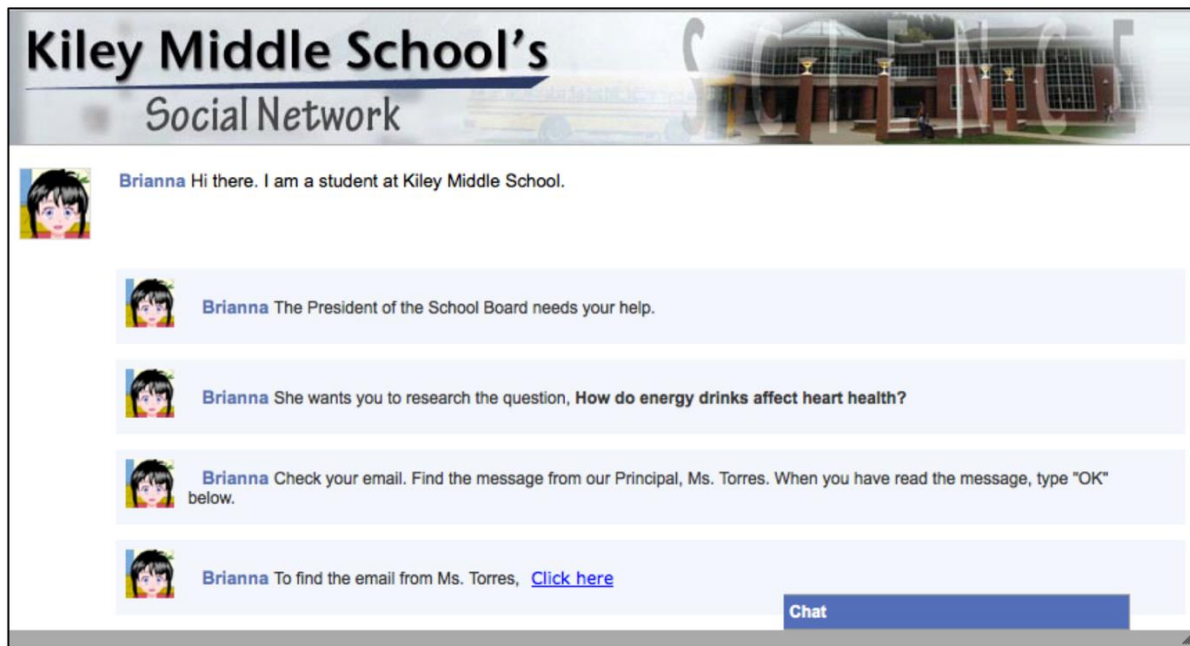 Kiley Middle School's
SCIENCE
Social Network
Brianna Hi there. I am a student at Kiley Middle School.
Brianna The President of the School Board needs your help.
Brianna She wants you to research the question, How do energy drinks affect heart health?
Brianna Check your email. Find the message from our Principal, Ms. Torres. When you have read the message, type "OK"
below.
Brianna To find the email from Ms. Torres, Click here
Chat